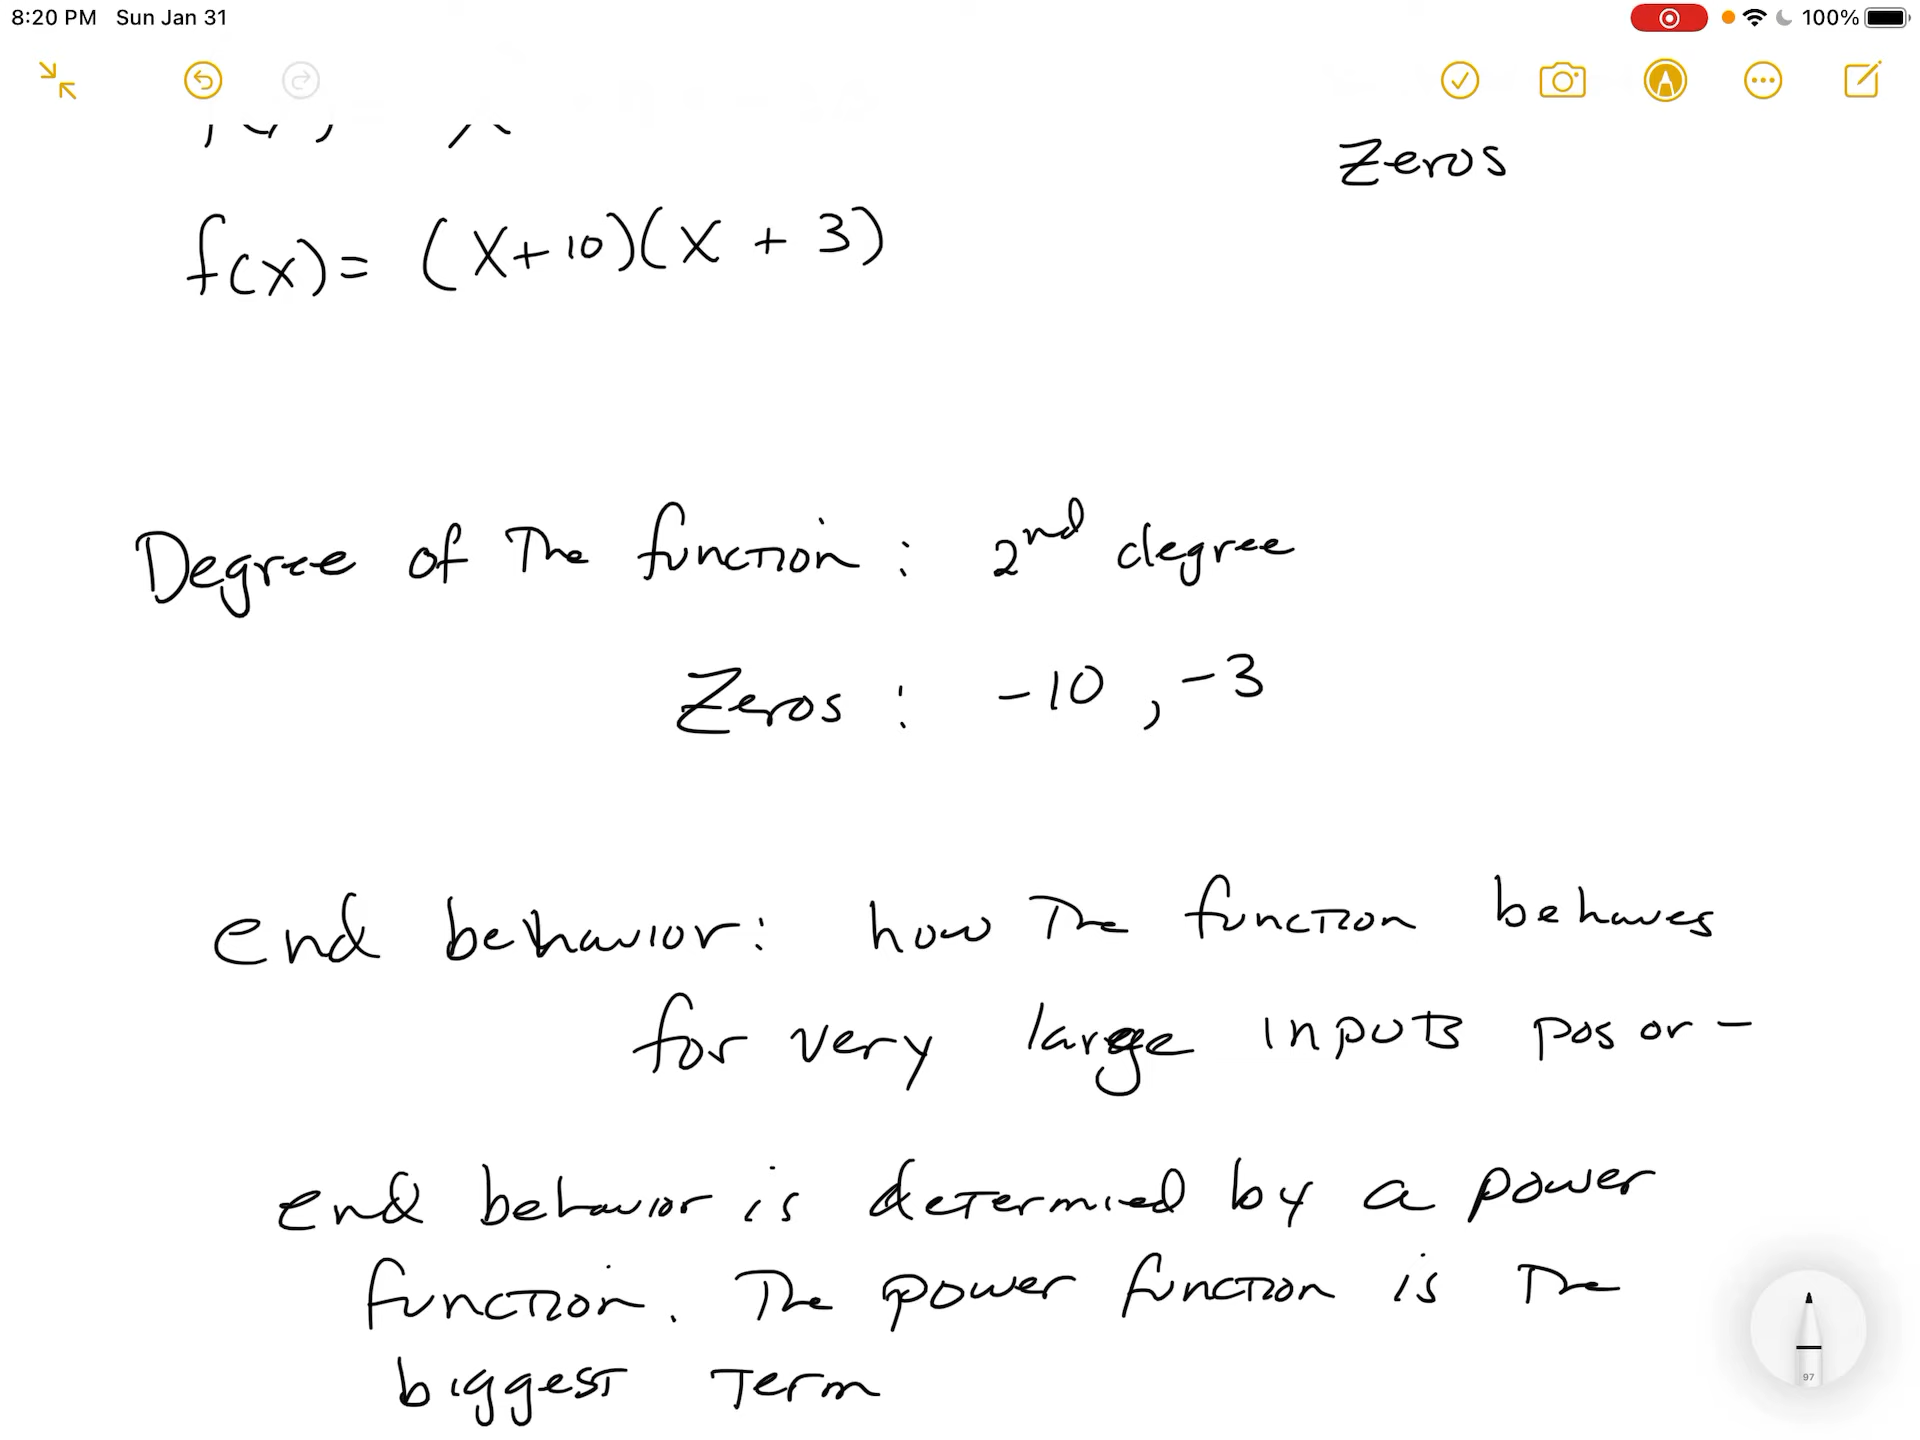 8:20 PM Sun Jan 31 100%
Zeros
f(x)= (x+10)(x + 3)
Degree of The function : 2nd degree
Zeros : -10 , -3
end behavior: how The function behaves
for very large inputs pos or -
end behavior is determied by a power
function. The power function is The
biggest Term
97